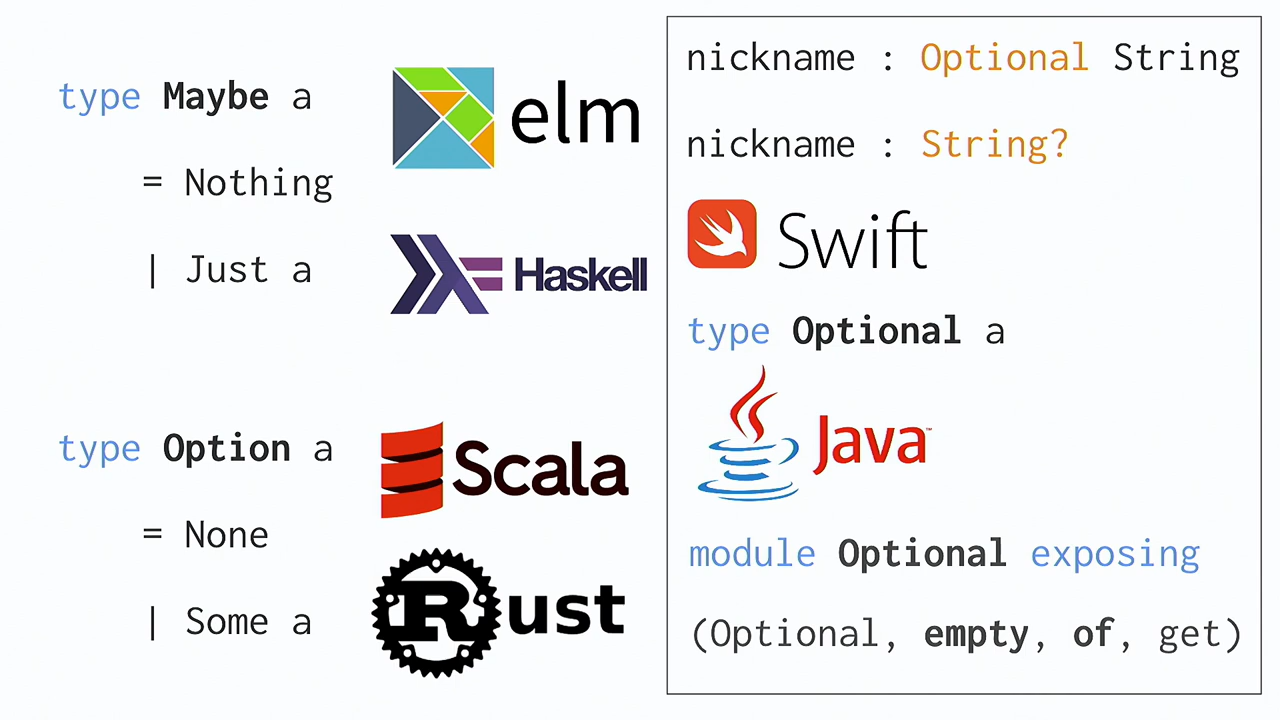 type Maybe a
= Nothing
| Just a
elm
Haskell
type Option a
= None
| Some a
Scala
Rust
nickname : Optional String
nickname : String?
Swift
type Optional a
Java™
module Optional exposing
(Optional, empty, of, get)